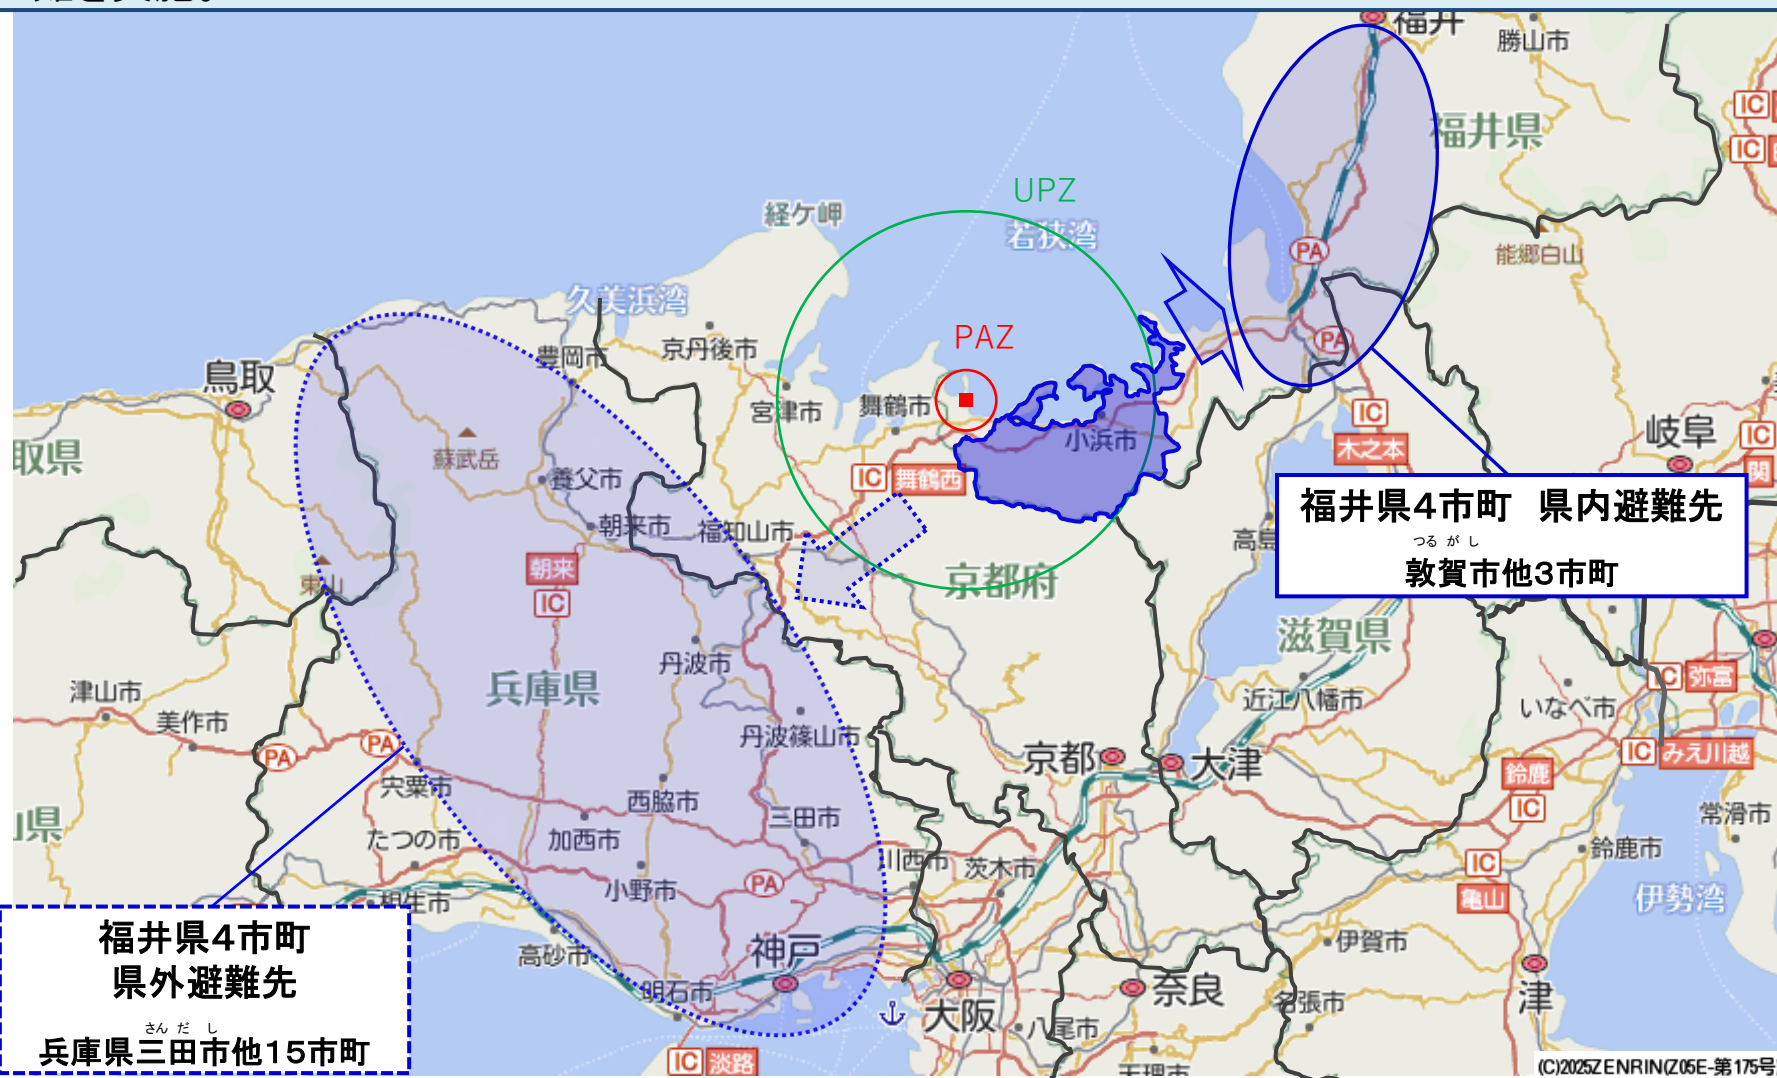 福井
勝山市
IC
福井県
IC
UPZ
経ケ岬
若狭湾
PA
能郷白山
久美浜湾
PAZ
PA
京丹後市
豊岡市
鳥取
宮津市
舞鶴市
IC
小浜市
岐阜
IC
木之本
取県
蘇武岳
養父市
IC
舞鶴西
関
福井県4市町 県内避難先
つるがし
敦賀市他3市町
朝来市
福知山市
高島
朝来
IC
東山
京都府
滋賀県
丹波市
兵庫県
津山市
美作市
近江八幡市
いなべ市
IC
弥富
丹波篠山市
PA
PA
京都
大津
IC
みえ川越
宍粟市
西脇市
鈴鹿
IC
三田市
常滑市
山県
たつの市
加西市
川西市
茨木市
鈴鹿市
IC
亀山
小野市
PA
相生市
伊勢湾
福井県4市町
県外避難先
さんだし
兵庫県三田市他15市町
高砂市
神戸
伊賀市
明石市
大阪
奈良
名張市
津
八尾市
IC
淡路
天理市
(C)2025ZENRIN(Z05E-第175号